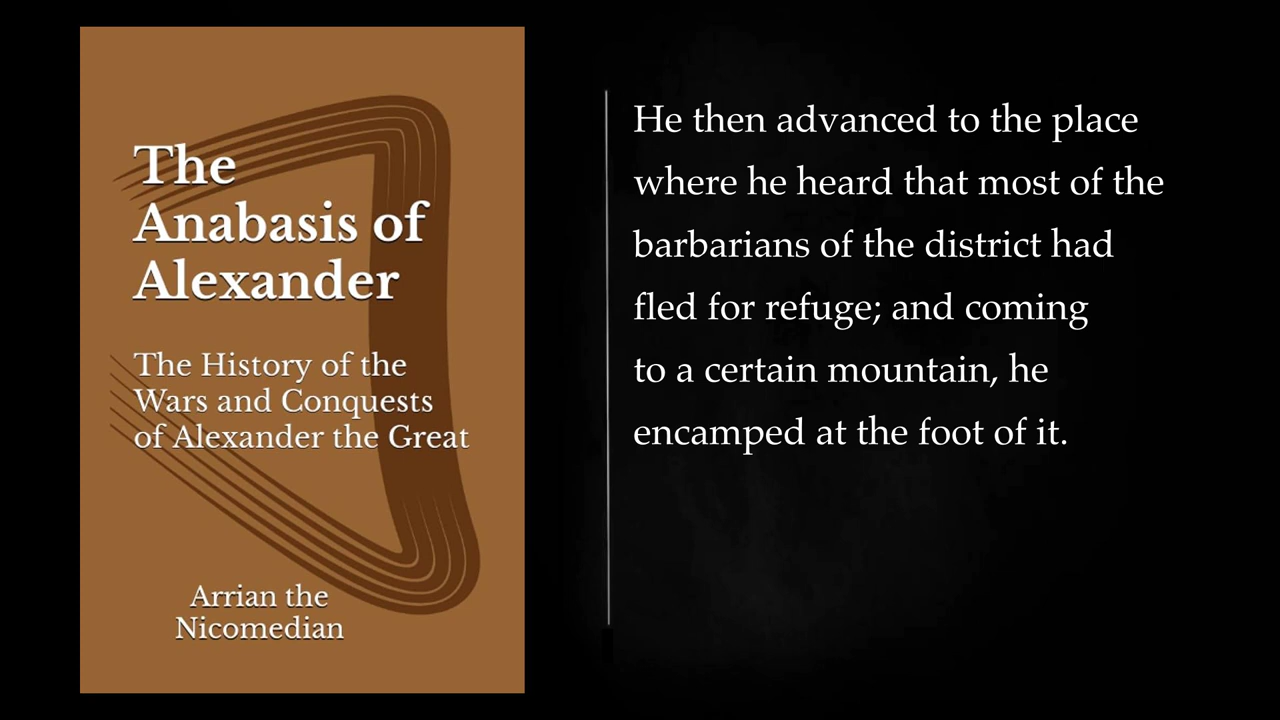 The
Anabasis of
Alexander
The History of the
Wars and Conquests
of Alexander the Great
Arrian the
Nicomedian
He then advanced to the place
where he heard that most of the
barbarians of the district had
fled for refuge; and coming
to a certain mountain, he
encamped at the foot of it.